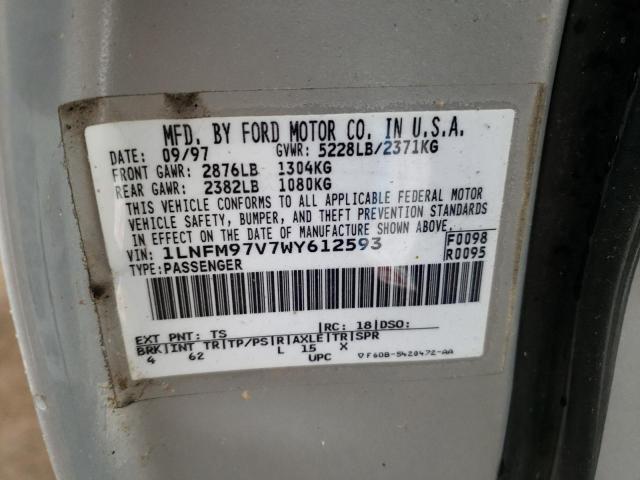 MFD. BY FORD MOTOR CO. IN U.S.A.
DATE: 09/97 GVWR: 5228LB/2371KG
FRONT GAWR: 2876LB 1304KG
REAR GAWR: 2382LB 1080KG
THIS VEHICLE CONFORMS TO ALL APPLICABLE FEDERAL MOTOR
VEHICLE SAFETY, BUMPER, AND THEFT PREVENTION STANDARDS
IN EFFECT ON THE DATE OF MANUFACTURE SHOWN ABOVE.
VIN: 1LNFM97V7WY612593 F0098
TYPE: PASSENGER R0095
EXT PNT: TS |RC: 18|DSO:
BRK|INT TR|TP/PS|R|AXLE|TR|SPR
4 62 L 15 X
UPC ▽F60B-5420472-AA